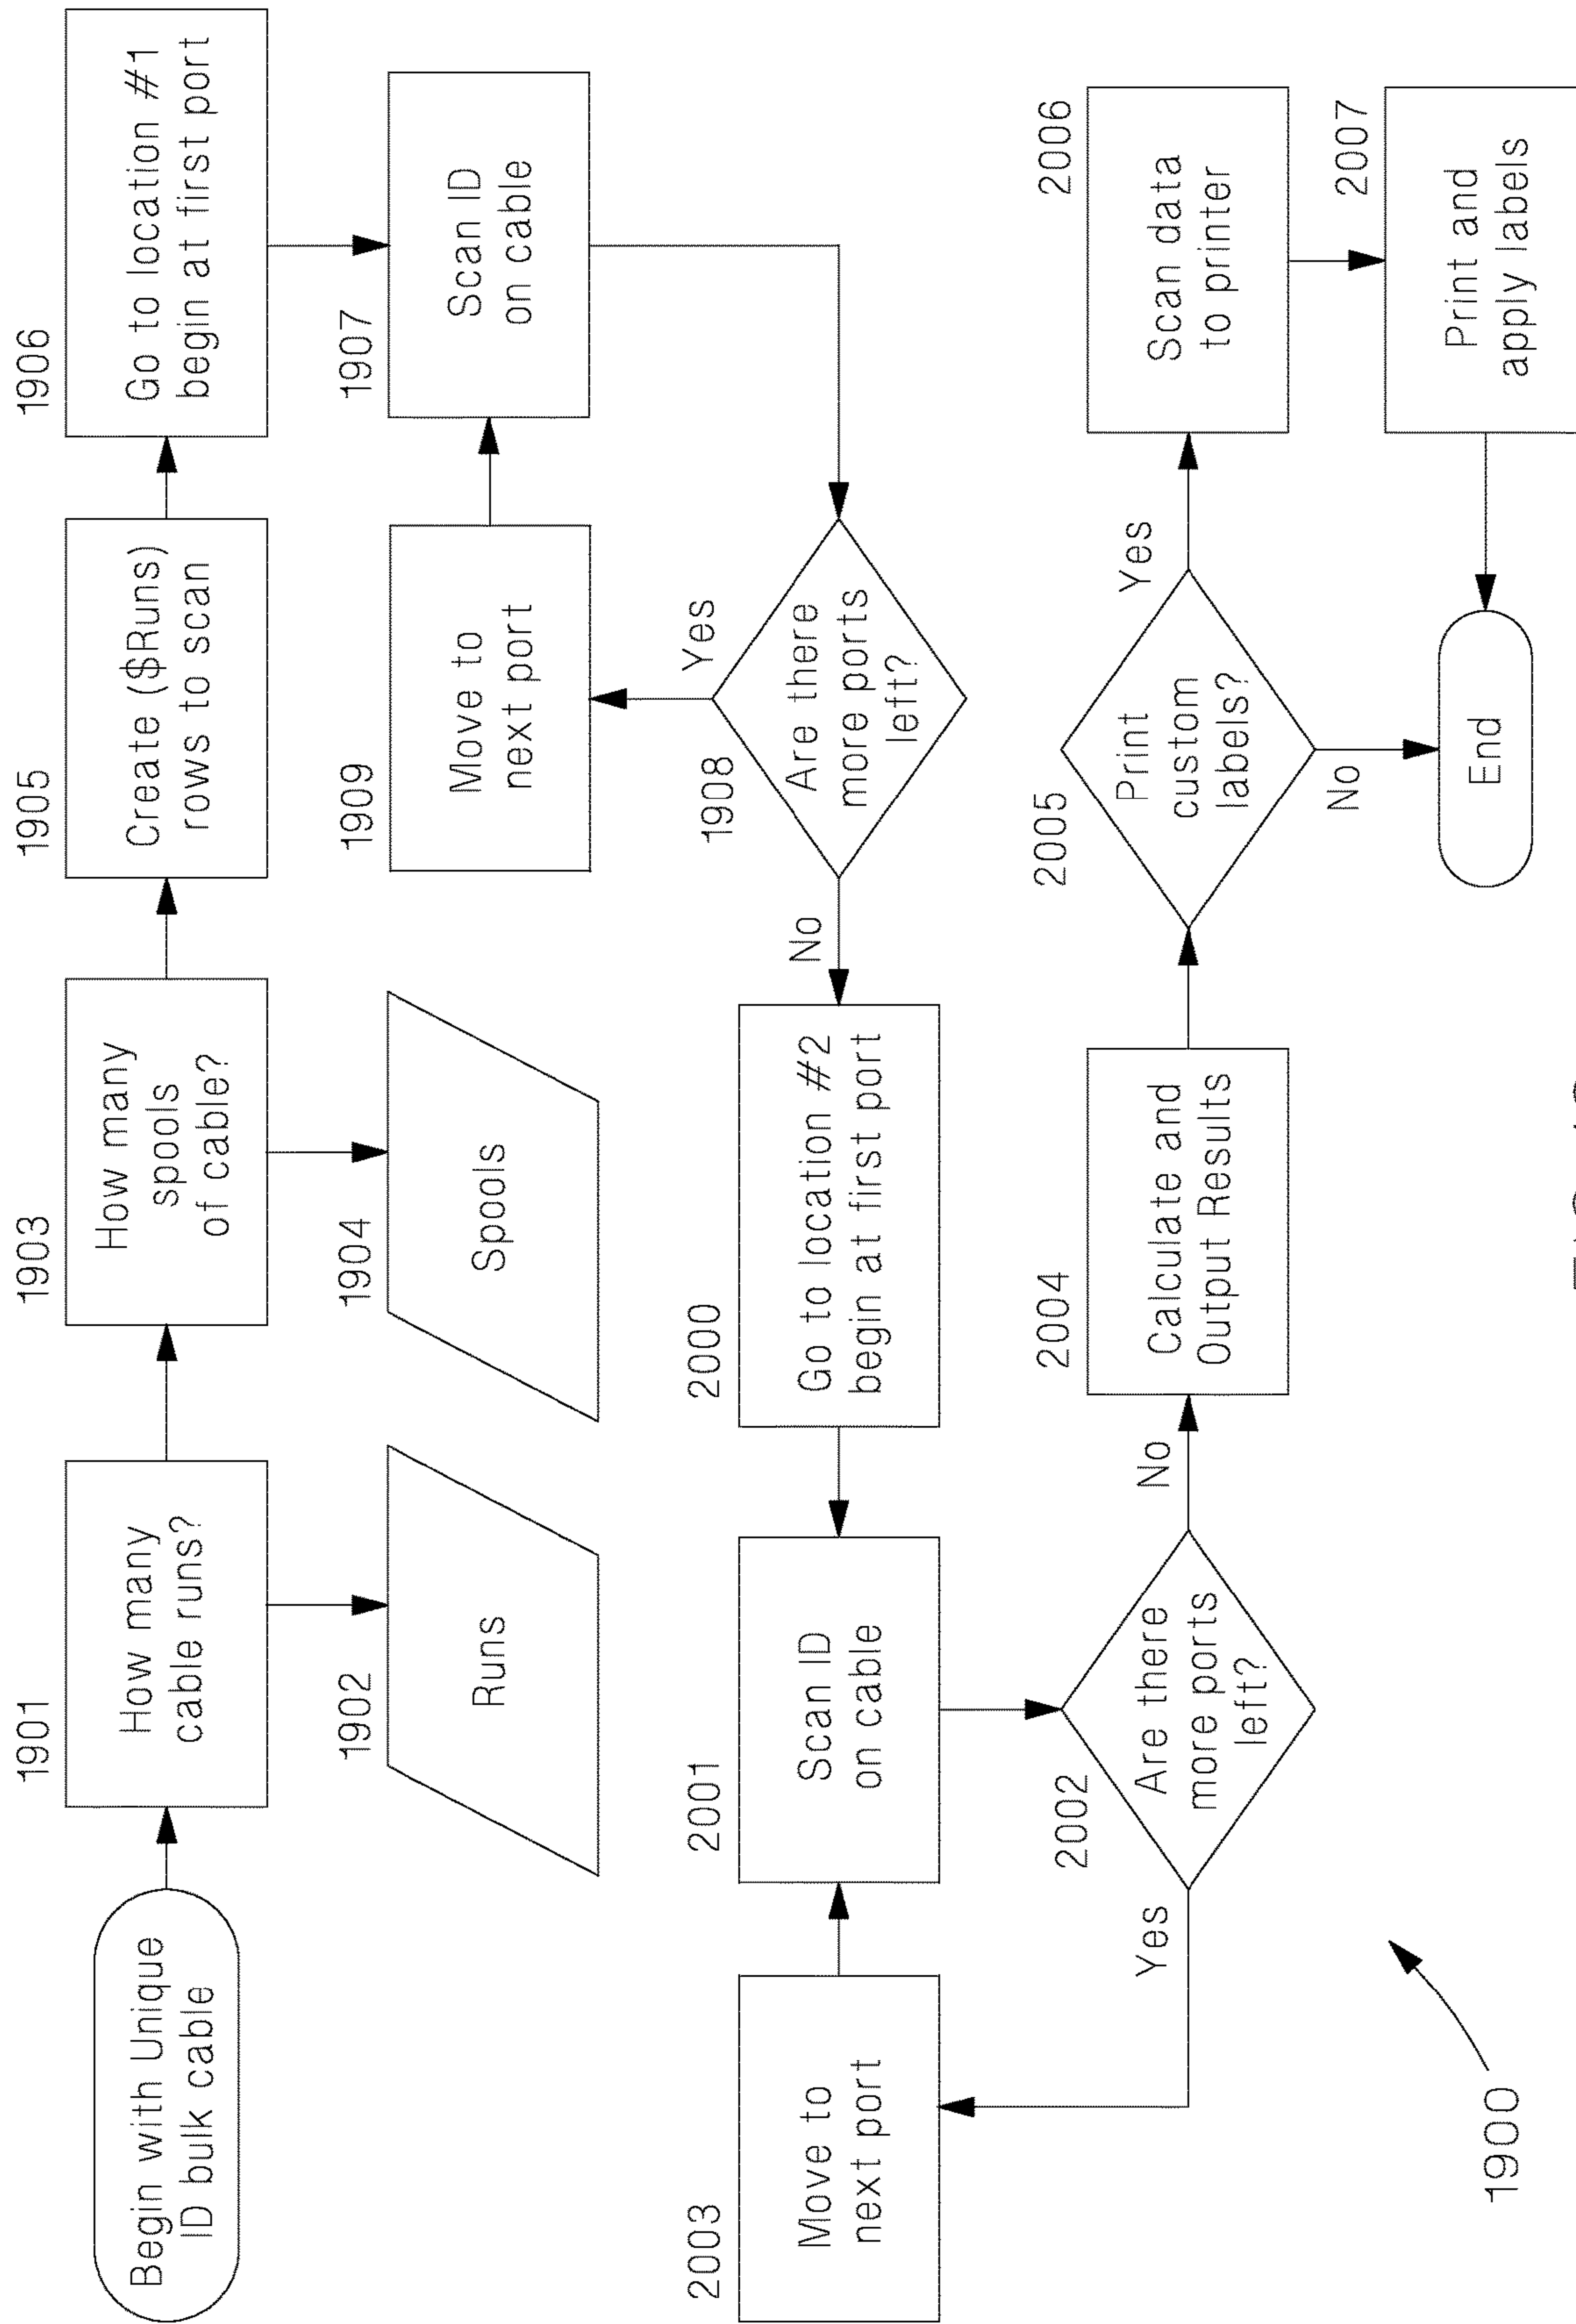 Begin with Unique
ID bulk cable
1901
How many
cable runs?
1902
Runs
1903
How many
spools
of cable?
1904
Spools
1905
Create ($Runs)
rows to scan
1906
Go to location #1
begin at first port
1907
Scan ID
on cable
1909
Move to
next port
1908
Are there
more ports
left?
Yes
No
2000
Go to location #2
begin at first port
2001
Scan ID
on cable
2003
Move to
next port
2002
Are there
more ports
left?
Yes
No
2004
Calculate and
Output Results
2005
Print
custom
labels?
Yes
No
2006
Scan data
to printer
2007
Print and
apply labels
End
1900